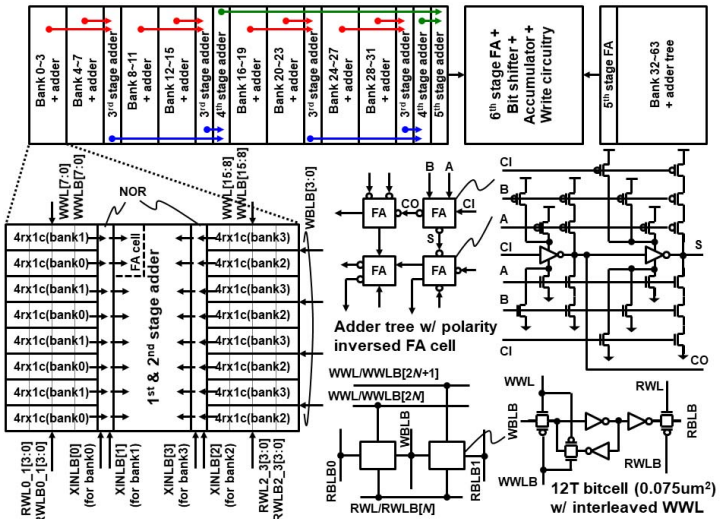 Bank 0~3
+ adder
Bank 4~7
+ adder
3rd stage adder
Bank 8~11
+ adder
Bank 12~15
+ adder
3rd stage adder
4th stage adder
Bank 16~19
+ adder
Bank 20~23
+ adder
3rd stage adder
Bank 24~27
+ adder
Bank 28~31
+ adder
3rd stage adder
4th stage adder
5th stage adder
6th stage FA +
Bit shifter +
Accumulator +
Write circuitry
5th stage FA
Bank 32~63
+ adder tree
WWL[7:0]
WWLB[7:0]
NOR
WWL[15:8]
WWLB[15:8]
WBLB[3:0]
4rx1c(bank1)
4rx1c(bank0)
4rx1c(bank1)
4rx1c(bank0)
4rx1c(bank1)
4rx1c(bank0)
4rx1c(bank1)
4rx1c(bank0)
FA cell
1st & 2nd stage adder
4rx1c(bank3)
4rx1c(bank2)
4rx1c(bank3)
4rx1c(bank2)
4rx1c(bank3)
4rx1c(bank2)
4rx1c(bank3)
4rx1c(bank2)
RWL0_1[3:0]
RWLB0_1[3:0]
XINLB[0]
(for bank0)
XINLB[1]
(for bank1)
XINLB[3]
(for bank3)
XINLB[2]
(for bank2)
RWL2_3[3:0]
RWLB2_3[3:0]
B A
CO
CI
FA
FA
S
FA
FA
Adder tree w/ polarity
inversed FA cell
CI
B
A
CI
A
B
CI
S
CO
WWL/WWLB[2N+1]
WWL/WWLB[2N]
WBLB
RBLB0
RBLB1
RWL/RWLB[N]
WWL
RWL
WBLB
RBLB
WWLB
RWLB
12T bitcell (0.075um2)
w/ interleaved WWL